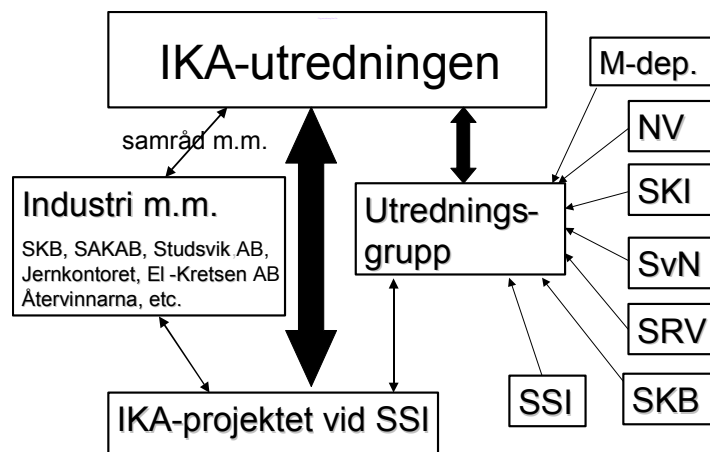 IKA-utredningen
M-dep.
samråd m.m.
NV
Industri m.m.
SKB, SAKAB, Studsvik AB,
Jernkontoret, El -Kretsen AB
Återvinnarna, etc.
Utrednings-
grupp
SKI
SvN
SRV
IKA-projektet vid SSI
SSI
SKB